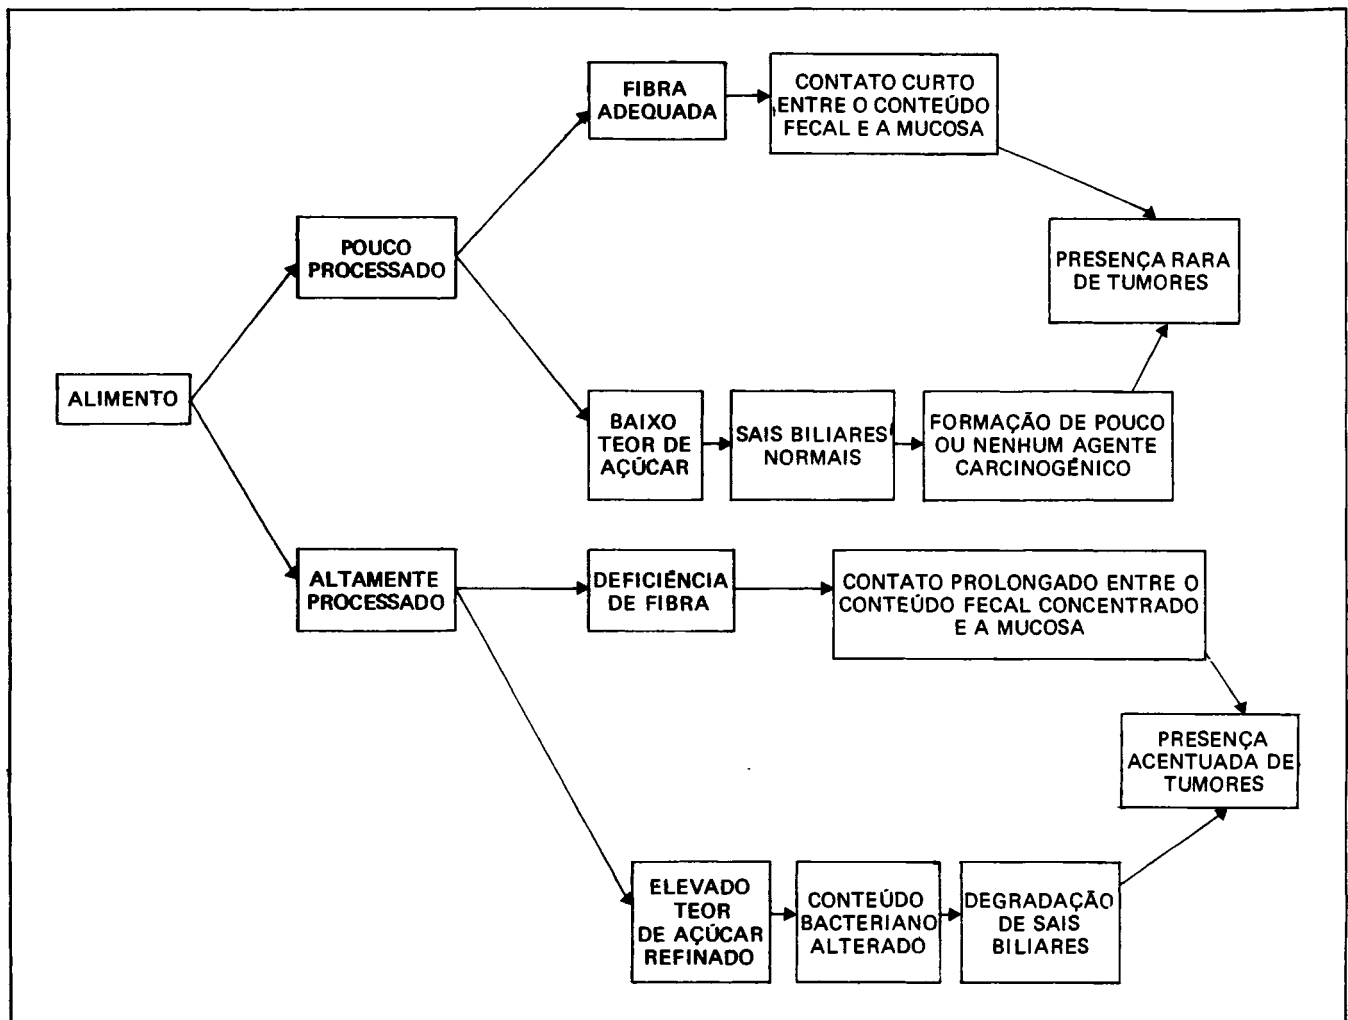 FIBRA
ADEQUADA
CONTATO CURTO
ENTRE O CONTEÚDO
FECAL E A MUCOSA
POUCO
PROCESSADO
PRESENÇA RARA
DE TUMORES
ALIMENTO
BAIXO
TEOR DE
AÇÚCAR
SAIS BILIARES
NORMAIS
FORMAÇÃO DE POUCO
OU NENHUM AGENTE
CARCINOGÉNICO
ALTAMENTE
PROCESSADO
DEFICIÊNCIA
DE FIBRA
CONTATO PROLONGADO ENTRE O
CONTEÚDO FECAL CONCENTRADO
E A MUCOSA
PRESENÇA
ACENTUADA DE
TUMORES
ELEVADO
TEOR
DE AÇÚCAR
REFINADO
CONTEÚDO
BACTERIANO
ALTERADO
DEGRADAÇÃO
DE SAIS
BILIARES